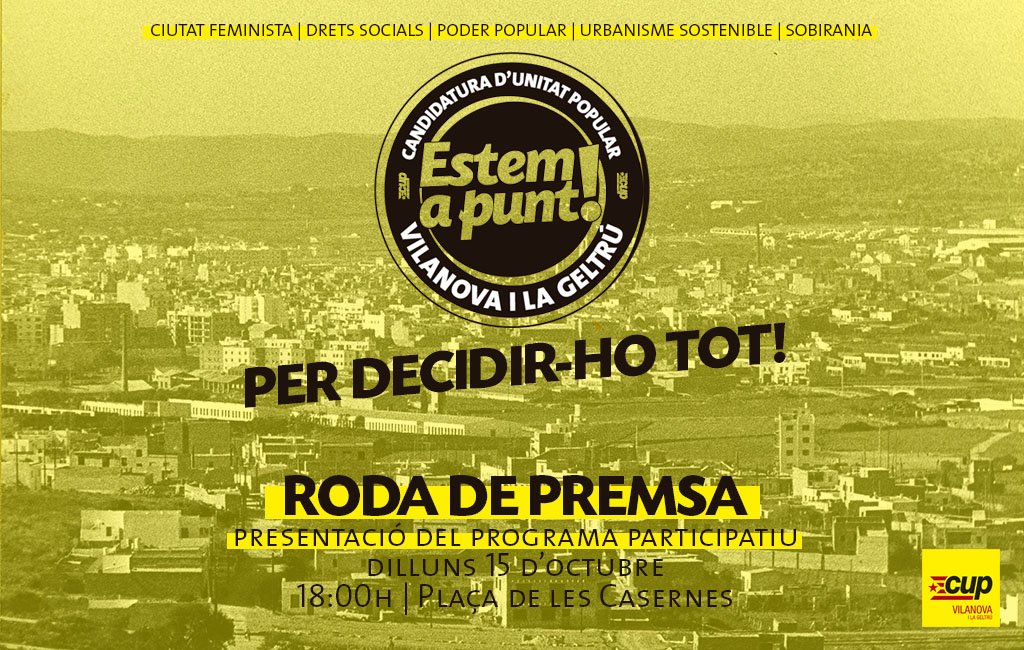 CIUTAT FEMINISTA | DRETS SOCIALS | PODER POPULAR | URBANISME SOSTENIBLE | SOBIRANIA
CANDIDATURA D'UNITAT POPULAR
cup
Estem
a punt!
cup
VILANOVA I LA GELTRÚ
PER DECIDIR-HO TOT!
RODA DE PREMSA
PRESENTACIÓ DEL PROGRAMA PARTICIPATIU
DILLUNS 15 D'OCTUBRE
18:00H | PLAÇA DE LES CASERNES
cup
VILANOVA
I LA GELTRÚ